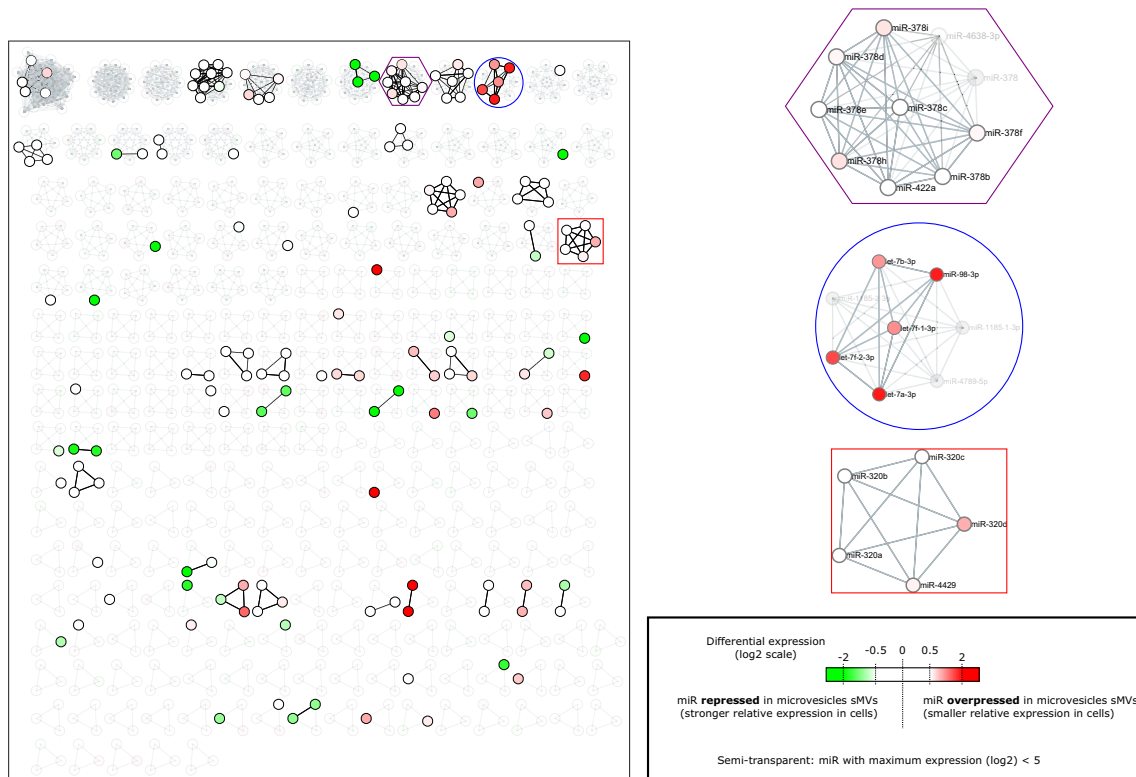 miR-378i
miR-4638-3p
miR-378d
miR-378
miR-378e
miR-378c
miR-378f
miR-378h
miR-378b
miR-422a
let-7b-3p
miR-98-3p
miR-1185-2-3p
let-7f-1-3p
miR-1185-1-3p
let-7f-2-3p
miR-4789-5p
let-7a-3p
miR-320c
miR-320b
miR-320d
miR-320a
miR-4429
Differential expression
(log2 scale)
-2 -0.5 0 0.5 2
miR repressed in microvesicles sMVs
(stronger relative expression in cells)
miR overpressed in microvesicles sMVs
(smaller relative expression in cells)
Semi-transparent: miR with maximum expression (log2) < 5